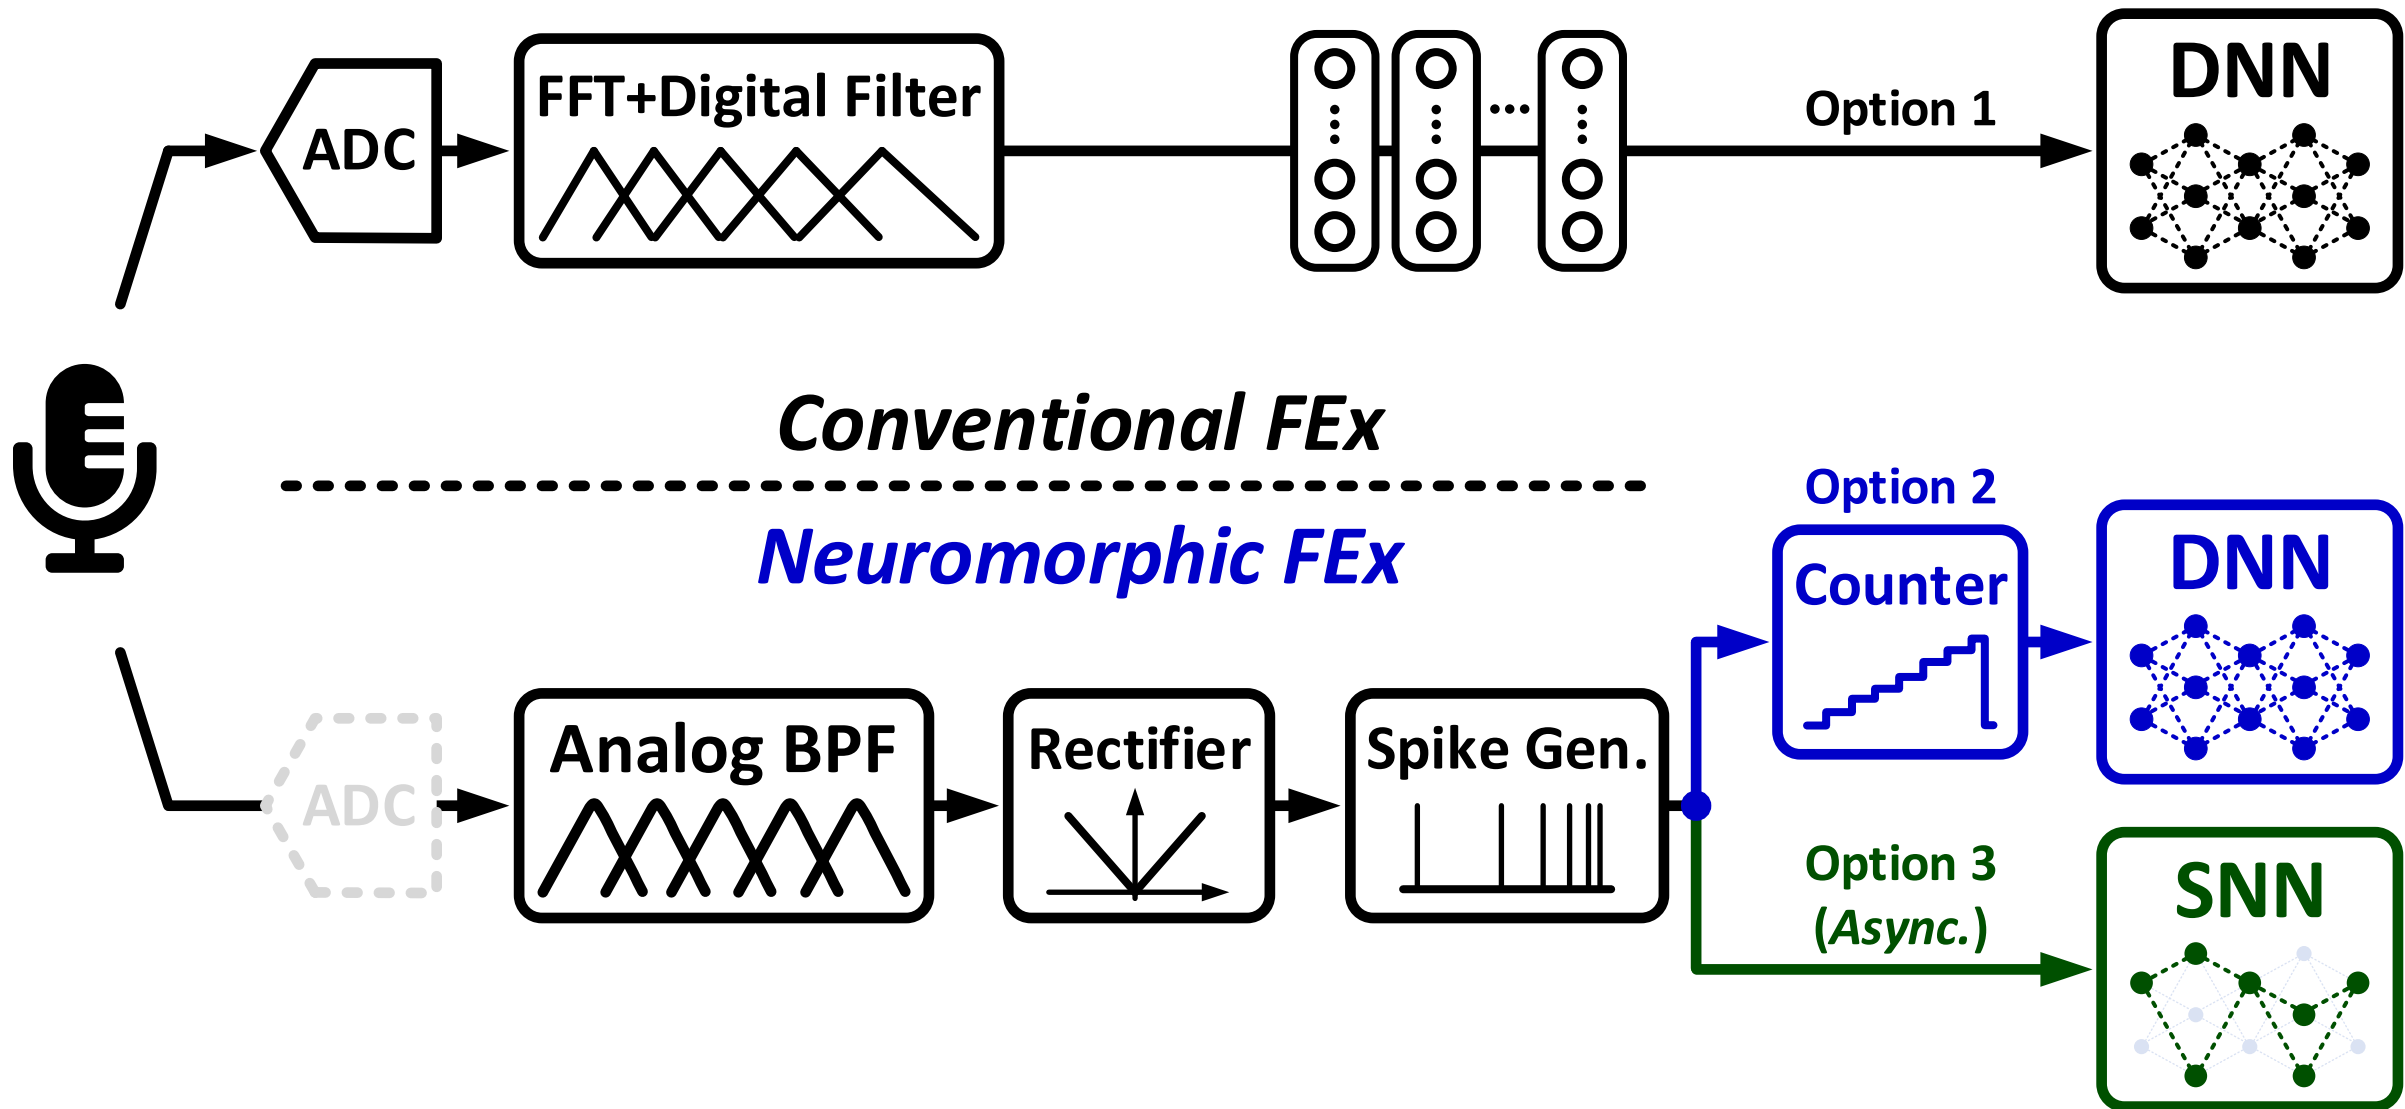 ADC
FFT+Digital Filter
Option 1
DNN
Conventional FEx
Neuromorphic FEx
Option 2
Counter
DNN
ADC
Analog BPF
Rectifier
Spike Gen.
Option 3
(Async.)
SNN